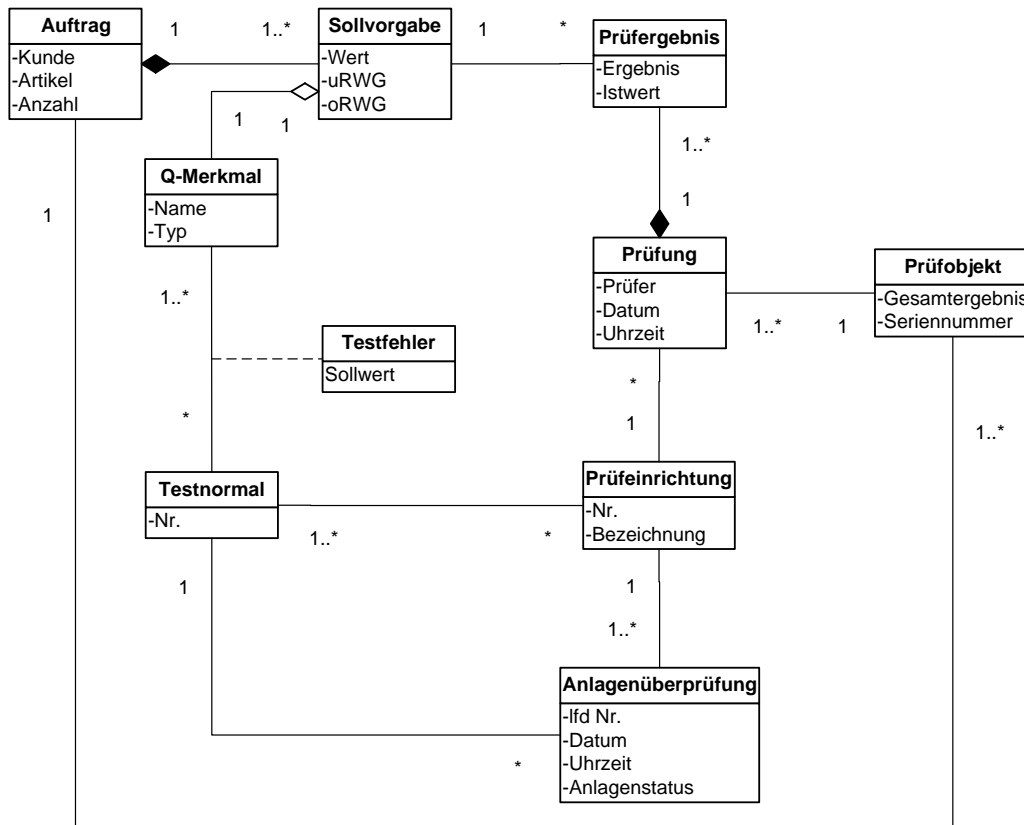 Auftrag
-Kunde
-Artikel
-Anzahl
1
1..*
Sollvorgabe
-Wert
-uRWG
-oRWG
1
*
Prüfergebnis
-Ergebnis
-Istwert
1
1
Q-Merkmal
-Name
-Typ
1..*
1
Prüfung
-Prüfer
-Datum
-Uhrzeit
1..*
1
Prüfobjekt
-Gesamtergebnis
-Seriennummer
1
1..*
Testfehler
Sollwert
*
*
1
1..*
Testnormal
-Nr.
1..*
*
Prüfeinrichtung
-Nr.
-Bezeichnung
1
1
1..*
Anlagenüberprüfung
-lfd Nr.
-Datum
-Uhrzeit
-Anlagenstatus
*